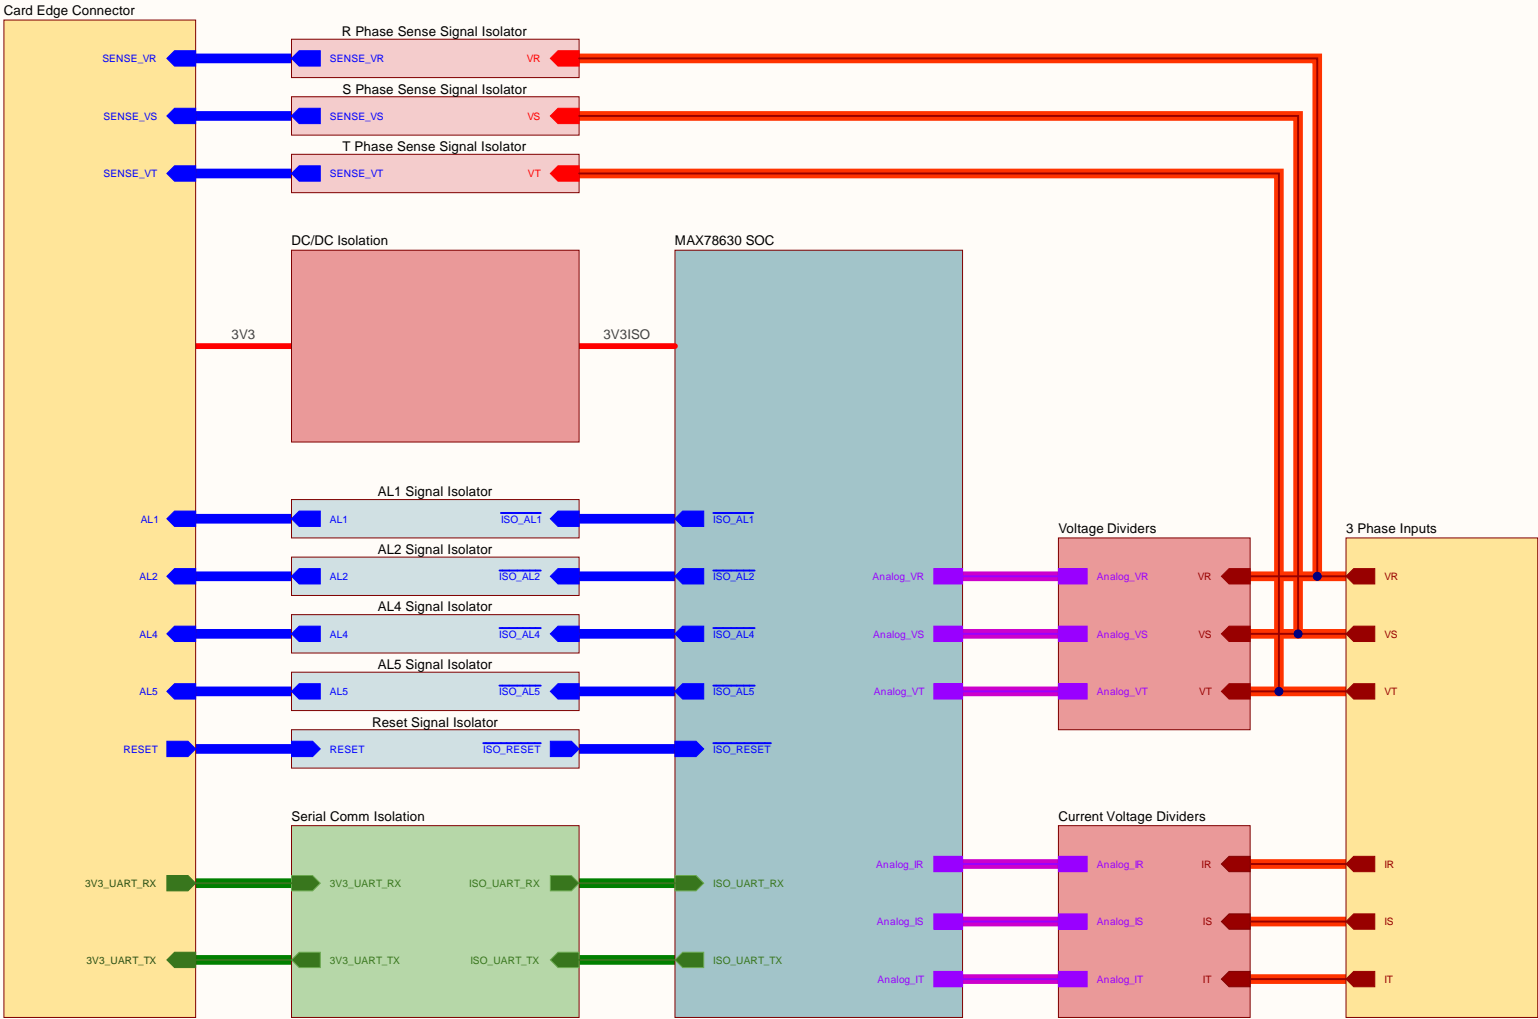 Card Edge Connector
R Phase Sense Signal Isolator
SENSE_VR
SENSE_VR
VR
S Phase Sense Signal Isolator
SENSE_VS
SENSE_VS
VS
T Phase Sense Signal Isolator
SENSE_VT
SENSE_VT
VT
DC/DC Isolation
MAX78630 SOC
3V3
3V3ISO
AL1 Signal Isolator
AL1
AL1
ISO_AL1
ISO_AL1
AL2 Signal Isolator
AL2
AL2
ISO_AL2
ISO_AL2
AL4 Signal Isolator
AL4
AL4
ISO_AL4
ISO_AL4
AL5 Signal Isolator
AL5
AL5
ISO_AL5
ISO_AL5
Reset Signal Isolator
RESET
RESET
ISO_RESET
ISO_RESET
Voltage Dividers
3 Phase Inputs
Analog_VR
Analog_VR
VR
VR
Analog_VS
Analog_VS
VS
VS
Analog_VT
Analog_VT
VT
VT
Serial Comm Isolation
3V3_UART_RX
3V3_UART_RX
ISO_UART_RX
ISO_UART_RX
3V3_UART_TX
3V3_UART_TX
ISO_UART_TX
ISO_UART_TX
Current Voltage Dividers
Analog_IR
Analog_IR
IR
IR
Analog_IS
Analog_IS
IS
IS
Analog_IT
Analog_IT
IT
IT